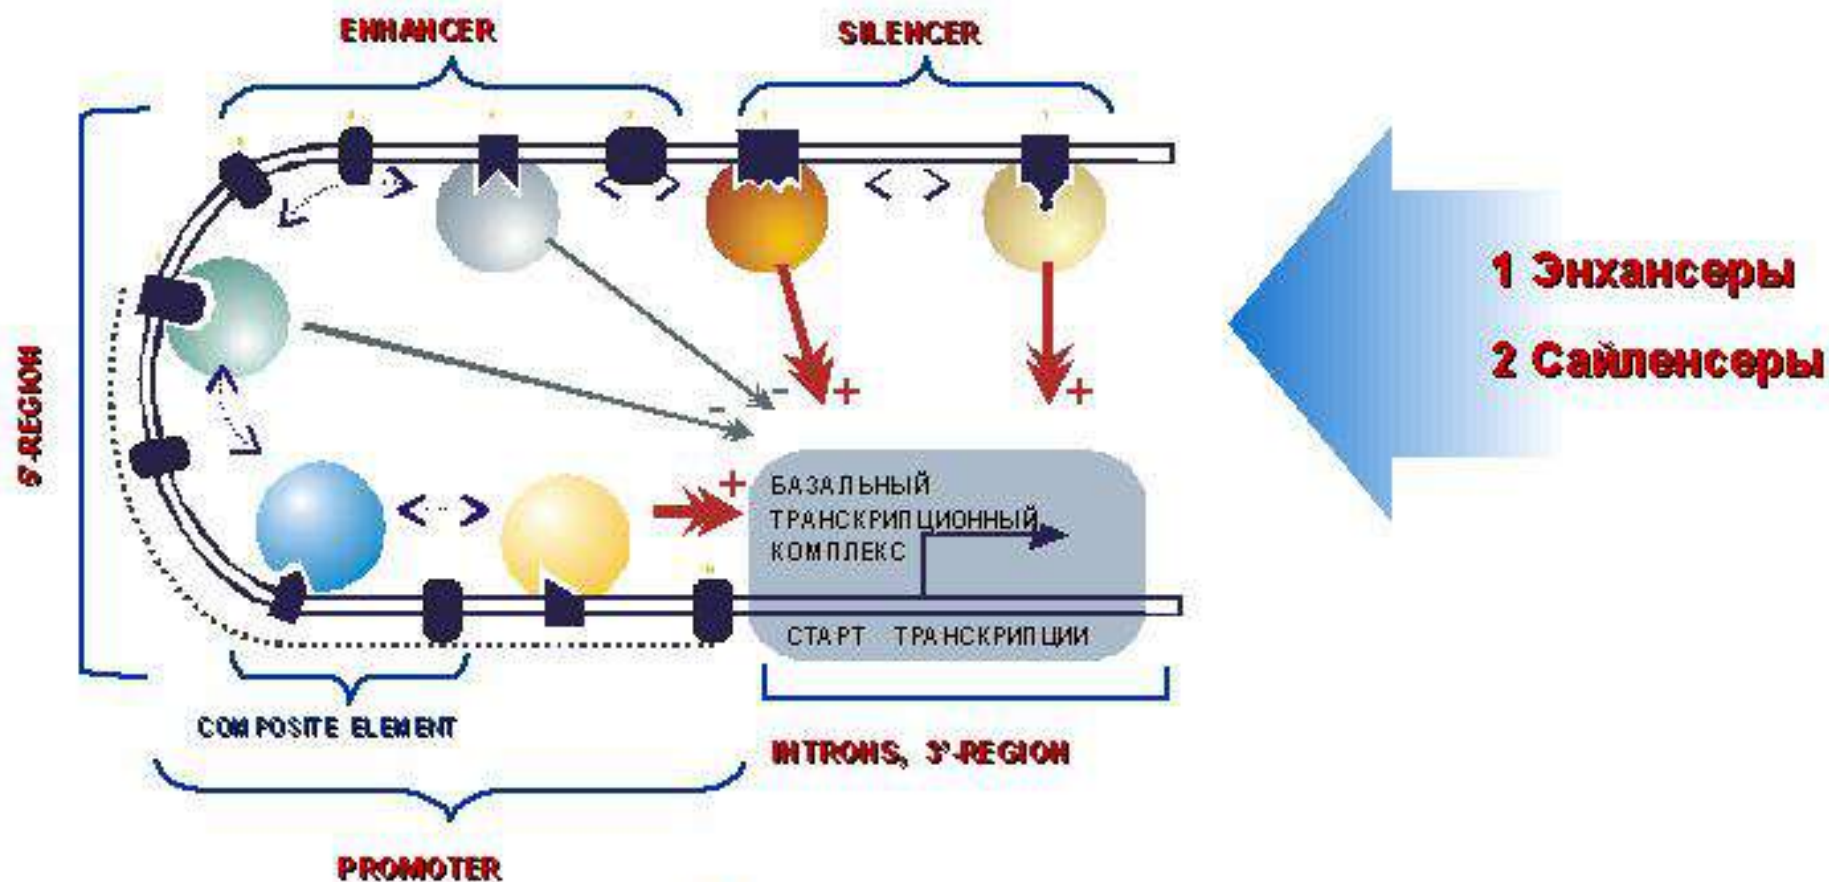 ENHANCER
SILENCER
1 Энхансеры
2 Сайленсеры
5'-REGION
-
-
+
+
+
БАЗАЛЬНЫЙ
ТРАНСКРИПЦИОННЫЙ
КОМПЛЕКС
СТАРТ ТРАНСКРИПЦИИ
COMPOSITE ELEMENT
INTRONS, 3'-REGION
PROMOTER